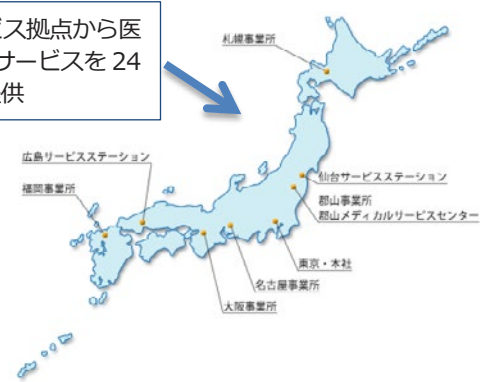 ビス拠点から医
サービスを 24
供
札幌事業所
広島リービスステーション
福岡事業所
仙台サービスステーション
郡山事業所
郡山メディカルリービスセンター
東京・本社
名古屋事業所
大阪事業所